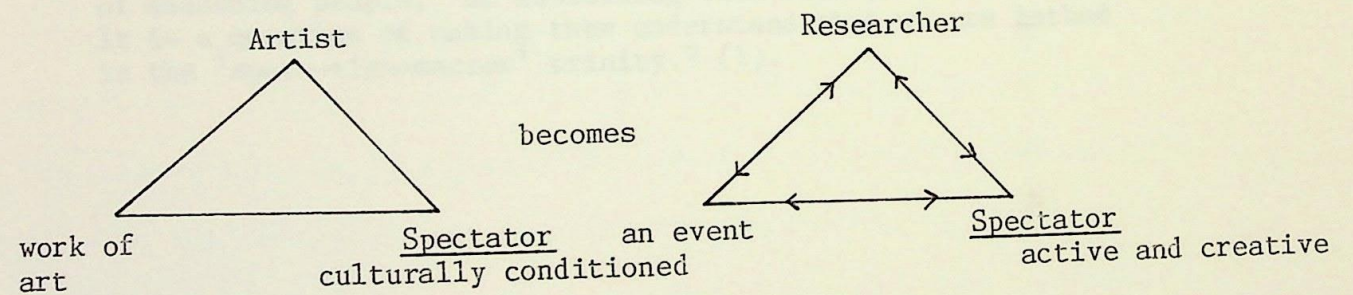 Artist
Researcher
becomes
work of
art
Spectator
culturally conditioned
an event
Spectator
active and creative